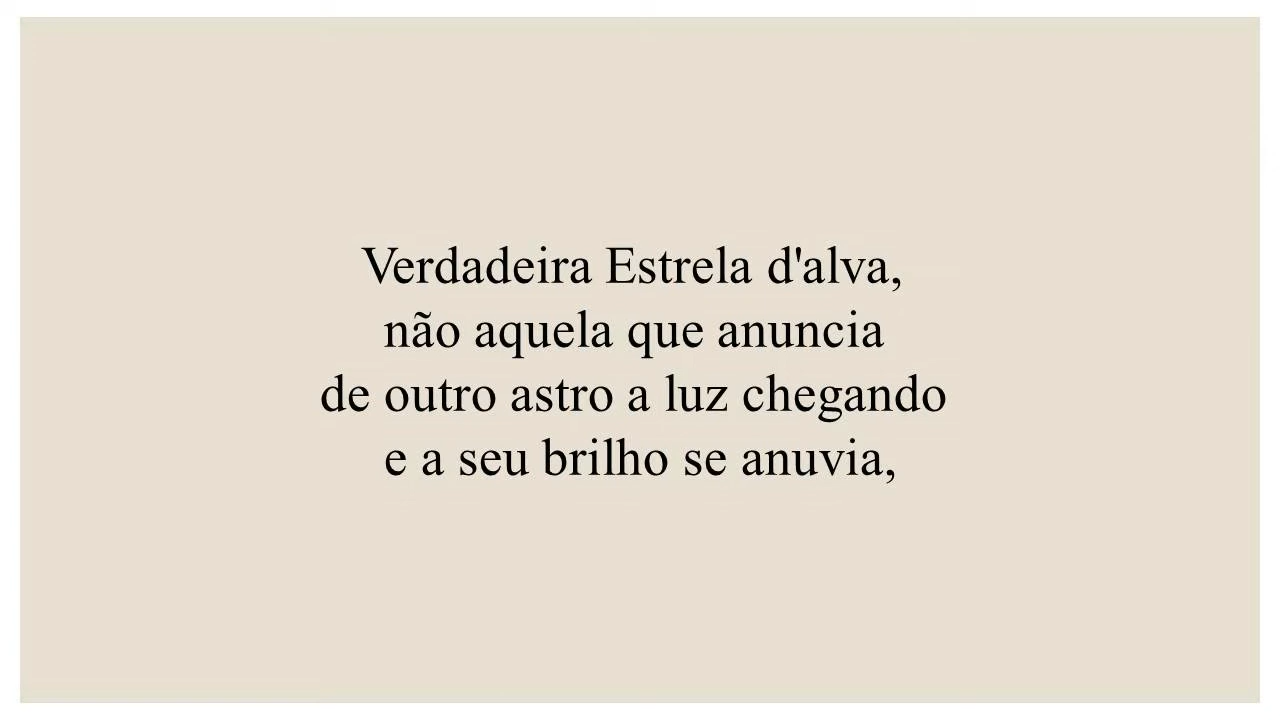 Verdadeira Estrela d'alva,
não aquela que anuncia
de outro astro a luz chegando
e a seu brilho se anuvia,